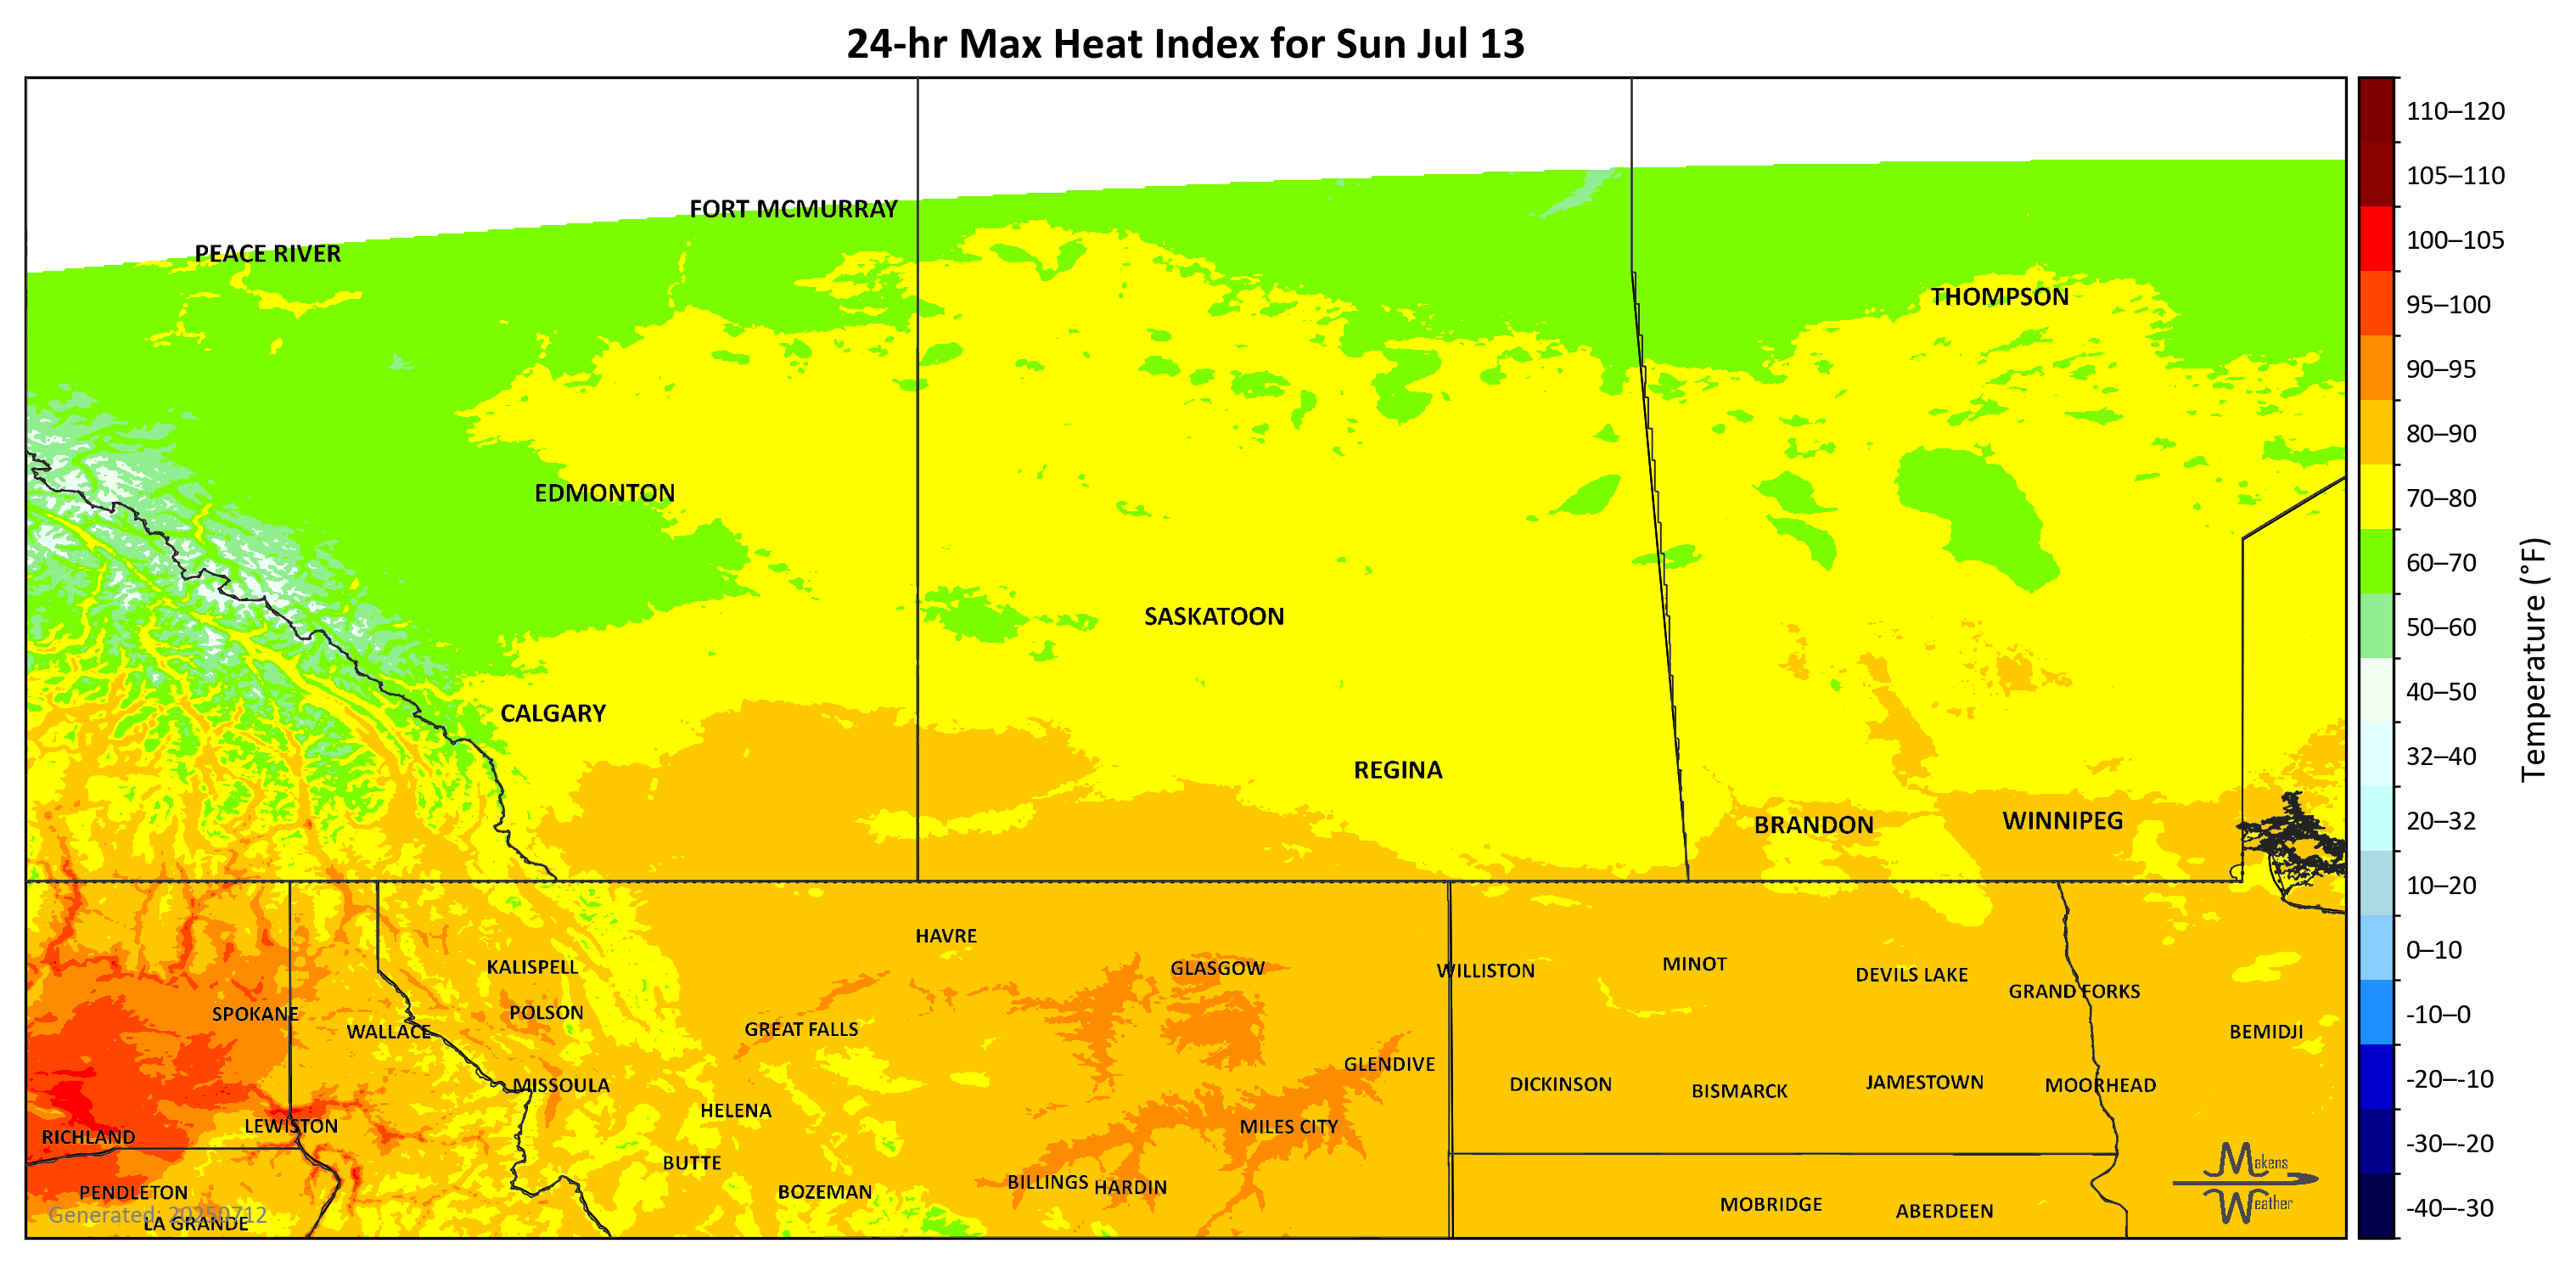 24-hr Max Heat Index for Sun Jul 13
FORT MCMURRAY
PEACE RIVER
THOMPSON
EDMONTON
SASKATOON
CALGARY
REGINA
BRANDON
WINNIPEG
HAVRE
KALISPELL
GLASGOW
WILLISTON
MINOT
DEVILS LAKE
GRAND FORKS
SPOKANE
POLSON
WALLACE
GREAT FALLS
BEMIDJI
GLENDIVE
MISSOULA
DICKINSON
BISMARCK
JAMESTOWN
MOORHEAD
HELENA
LEWISTON
MILES CITY
RICHLAND
BUTTE
BILLINGS
HARDIN
PENDLETON
BOZEMAN
MOBRIDGE
ABERDEEN
Generated: 20250712
LA GRANDE
Makens
Weather
110–120
105–110
100–105
95–100
90–95
80–90
70–80
60–70
50–60
40–50
32–40
20–32
10–20
0–10
-10–0
-20–-10
-30–-20
-40–-30
Temperature (°F)